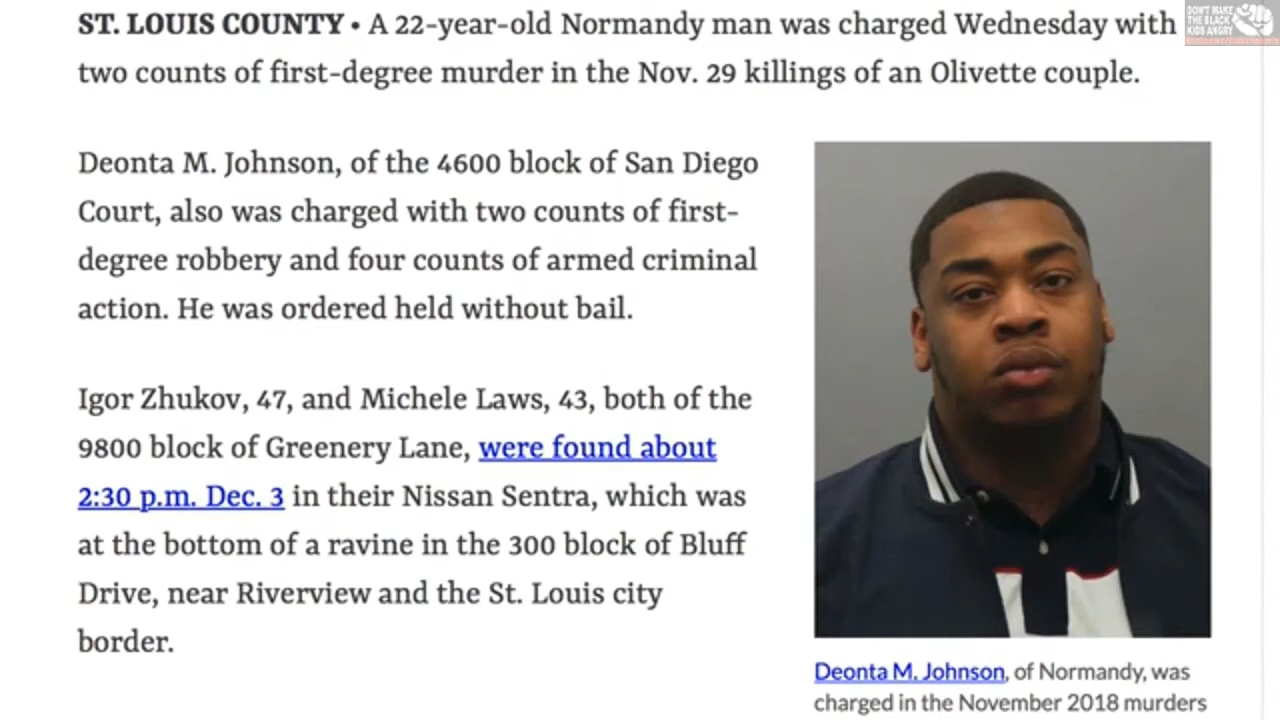 ST. LOUIS COUNTY • A 22-year-old Normandy man was charged Wednesday with
two counts of first-degree murder in the Nov. 29 killings of an Olivette couple.
Deonta M. Johnson, of the 4600 block of San Diego
Court, also was charged with two counts of first-
degree robbery and four counts of armed criminal
action. He was ordered held without bail.
Igor Zhukov, 47, and Michele Laws, 43, both of the
9800 block of Greenery Lane, were found about
2:30 p.m. Dec. 3 in their Nissan Sentra, which was
at the bottom of a ravine in the 300 block of Bluff
Drive, near Riverview and the St. Louis city
border.
Deonta M. Johnson, of Normandy, was
charged in the November 2018 murders
DON'T MAKE
THE BLACK
KIDS ANGRY